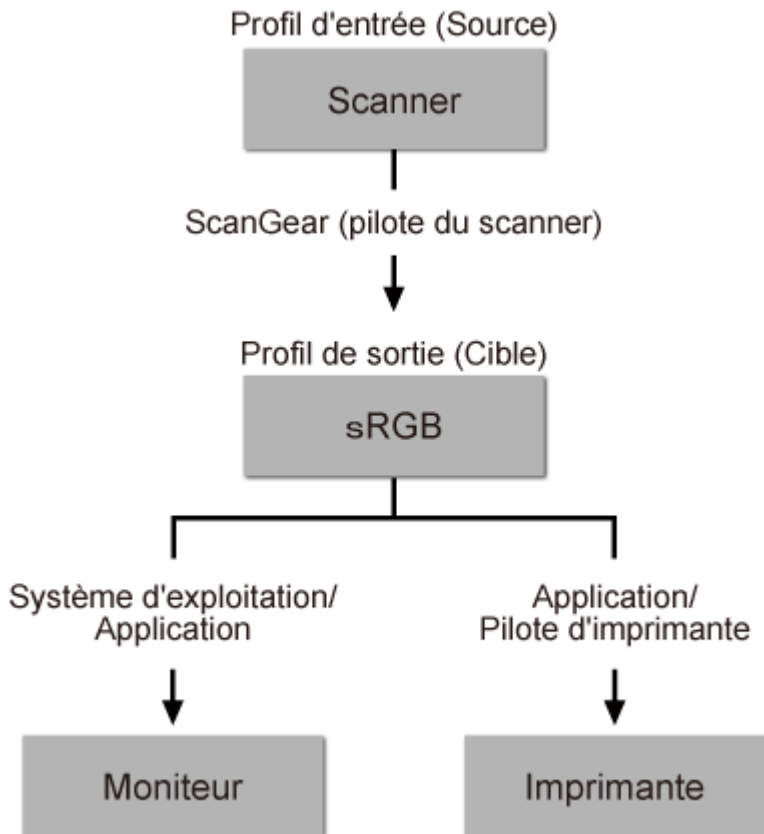 Profil d'entrée (Source)
Scanner
ScanGear (pilote du scanner)
Profil de sortie (Cible)
sRGB
Système d'exploitation/
Application
Application/
Pilote d'imprimante
Moniteur
Imprimante